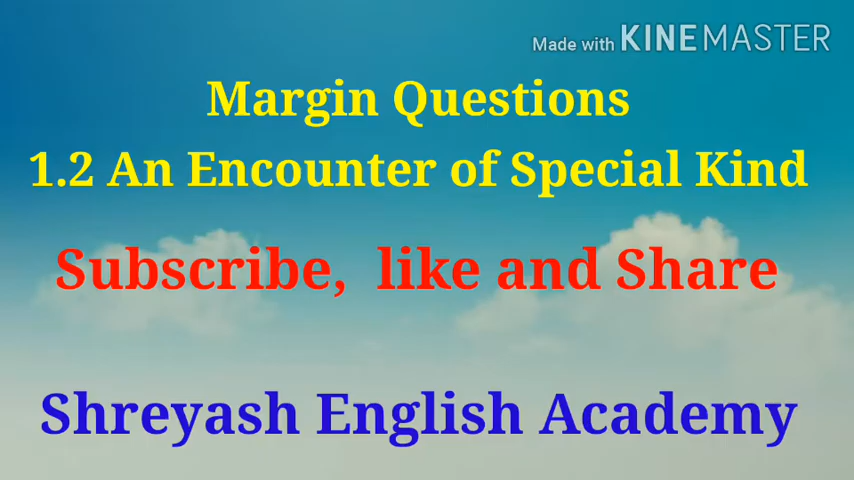 Made with KINEMASTER
Margin Questions
1.2 An Encounter of Special Kind
Subscribe, like and Share
Shreyash English Academy